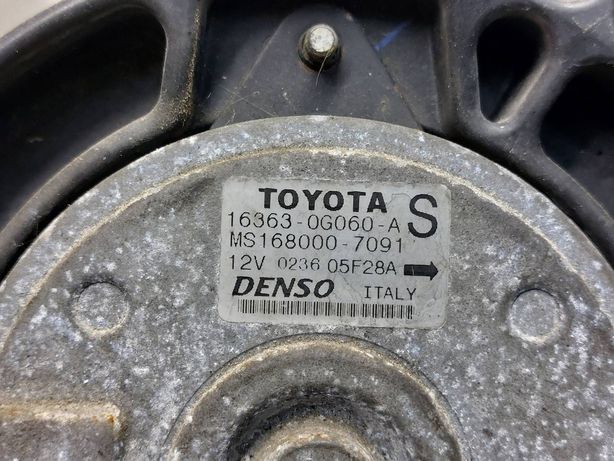 TOYOTA
16363-0G060-A S
MS168000-7091
12V 0236 05F28A
DENSO ITALY